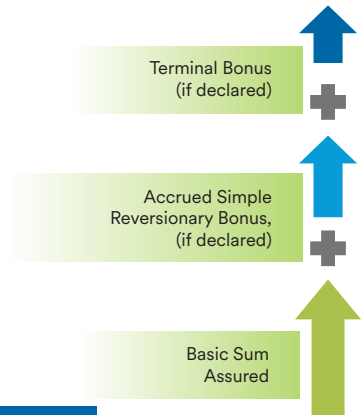 Terminal Bonus
(if declared)
Accrued Simple
Reversionary Bonus,
(if declared)
Basic Sum
Assured